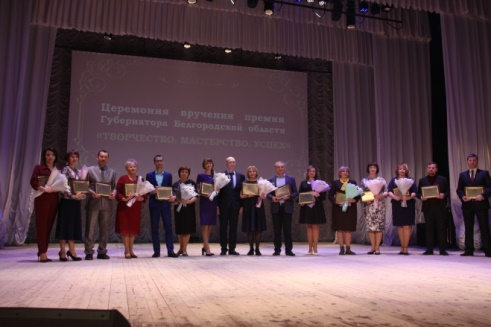 Церемония вручения премии
Губернатора Белгородской области
«ТВОРЧЕСТВО. МАСТЕРСТВО. УСПЕХ»